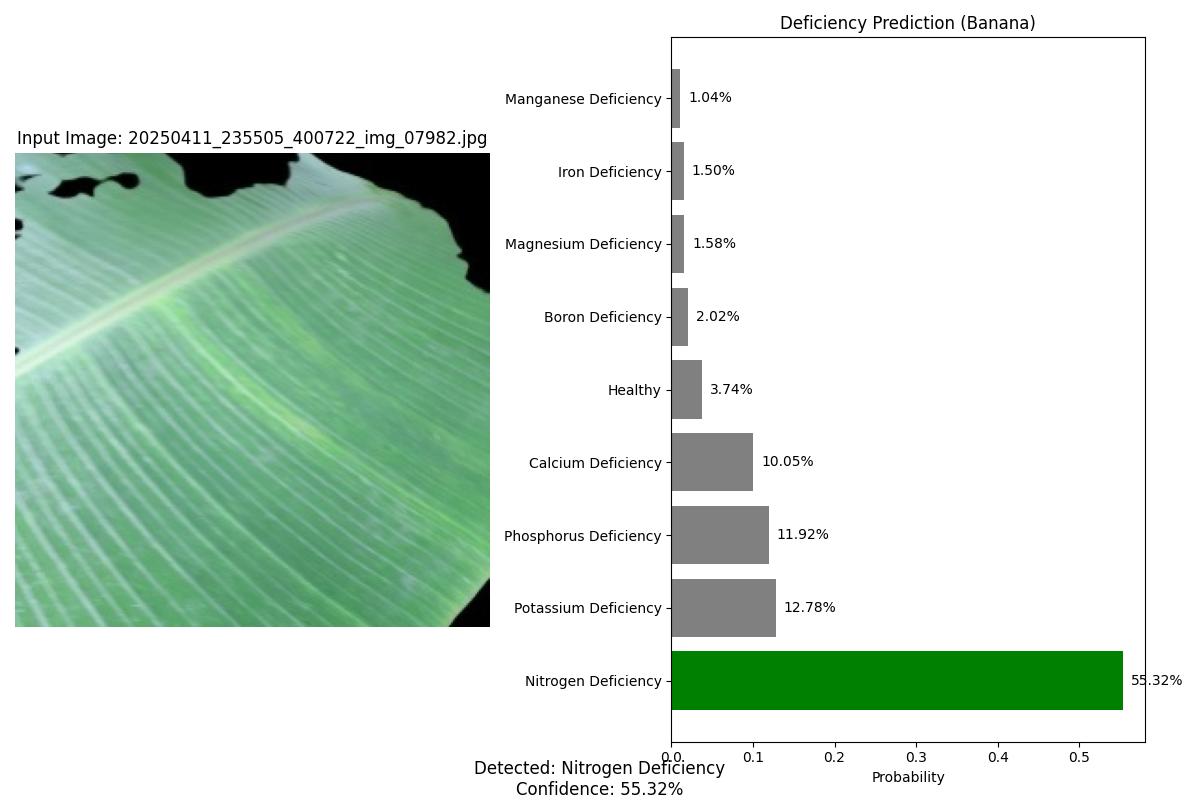 Deficiency Prediction (Banana)
Input Image: 20250411_235505_400722_img_07982.jpg
Manganese Deficiency 1.04%
Iron Deficiency 1.50%
Magnesium Deficiency 1.58%
Boron Deficiency 2.02%
Healthy 3.74%
Calcium Deficiency 10.05%
Phosphorus Deficiency 11.92%
Potassium Deficiency 12.78%
Nitrogen Deficiency 55.32%
0.0 0.1 0.2 0.3 0.4 0.5
Probability
Detected: Nitrogen Deficiency
Confidence: 55.32%